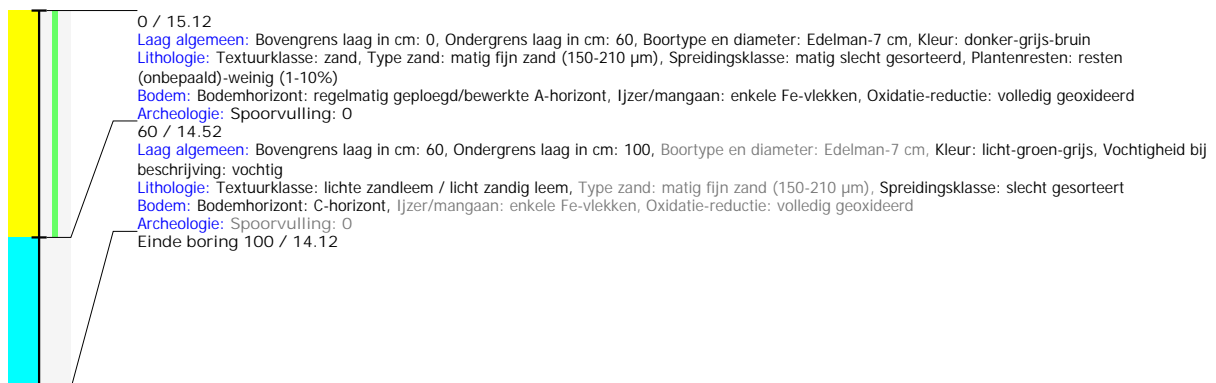 0 / 15.12
Laag algemeen: Bovengrens laag in cm: 0, Ondergrens laag in cm: 60, Boortype en diameter: Edelman-7 cm, Kleur: donker-grijs-bruin
Lithologie: Textuurklasse: zand, Type zand: matig fijn zand (150-210 µm), Spreidingsklasse: matig slecht gesorteerd, Plantenresten: resten
(onbepaald)-weinig (1-10%)
Bodem: Bodemhorizont: regelmatig geploegd/bewerkte A-horizont, Ijzer/mangaan: enkele Fe-vlekken, Oxidatie-reductie: volledig geoxideerd
Archeologie: Spoorvulling: 0
60 / 14.52
Laag algemeen: Bovengrens laag in cm: 60, Ondergrens laag in cm: 100, Boortype en diameter: Edelman-7 cm, Kleur: licht-groen-grijs, Vochtigheid bij
beschrijving: vochtig
Lithologie: Textuurklasse: lichte zandleem / licht zandig leem, Type zand: matig fijn zand (150-210 µm), Spreidingsklasse: slecht gesorteert
Bodem: Bodemhorizont: C-horizont, Ijzer/mangaan: enkele Fe-vlekken, Oxidatie-reductie: volledig geoxideerd
Archeologie: Spoorvulling: 0
Einde boring 100 / 14.12